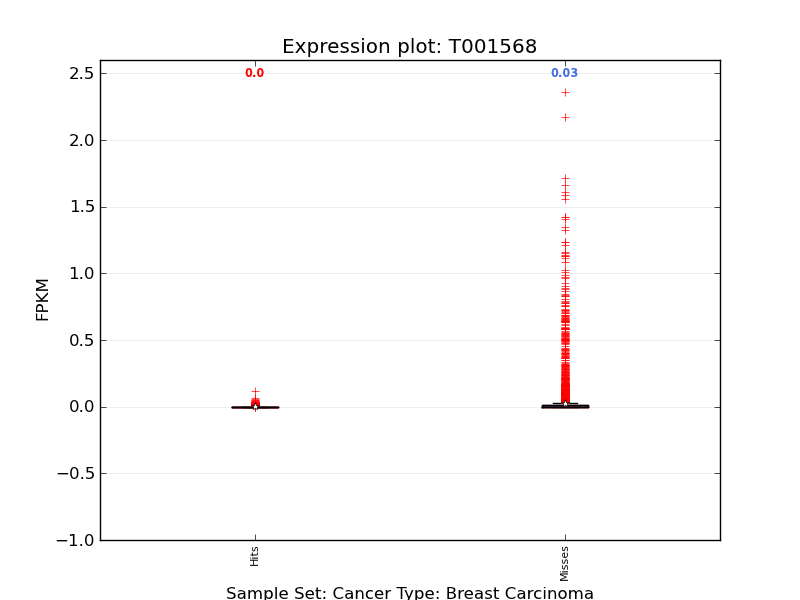 Expression plot: T001568
0.0
0.03
2.5
2.0
1.5
1.0
0.5
0.0
−0.5
−1.0
FPKM
Hits
Misses
Sample Set: Cancer Type: Breast Carcinoma